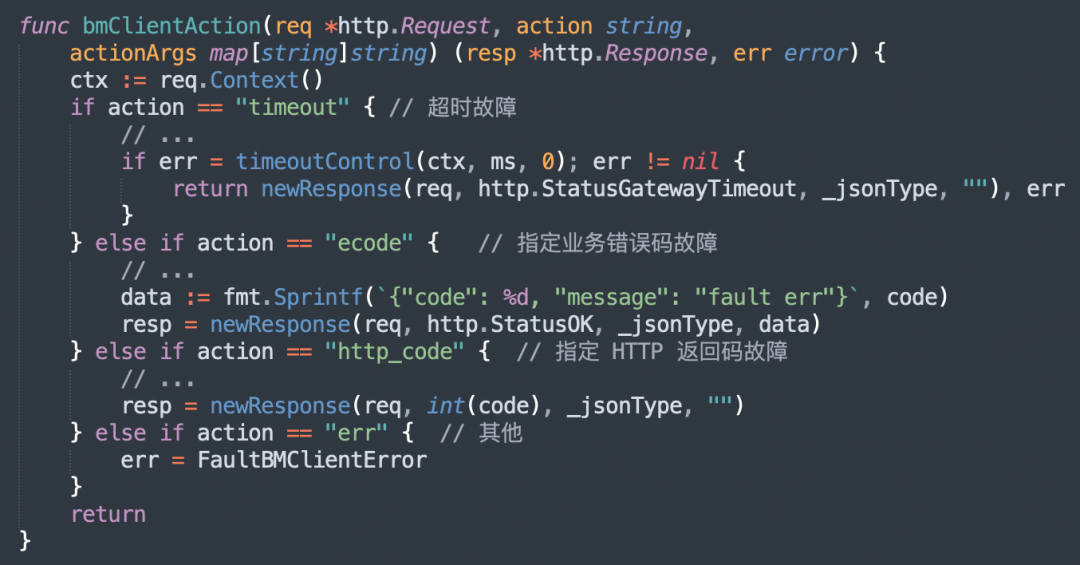 func bmClientAction(req *http.Request, action string,
    actionArgs map[string]string) (resp *http.Response, err error) {
    ctx := req.Context()
    if action == "timeout" { // 超时故障
        // ...
        if err = timeoutControl(ctx, ms, 0); err != nil {
            return newResponse(req, http.StatusGatewayTimeout, _jsonType, ""), err
        }
    } else if action == "ecode" {   // 指定业务错误码故障
        // ...
        data := fmt.Sprintf(`{"code": %d, "message": "fault err"}`, code)
        resp = newResponse(req, http.StatusOK, _jsonType, data)
    } else if action == "http_code" {  // 指定 HTTP 返回码故障
        // ...
        resp = newResponse(req, int(code), _jsonType, "")
    } else if action == "err" {  // 其他
        err = FaultBMClientError
    }
    return
}